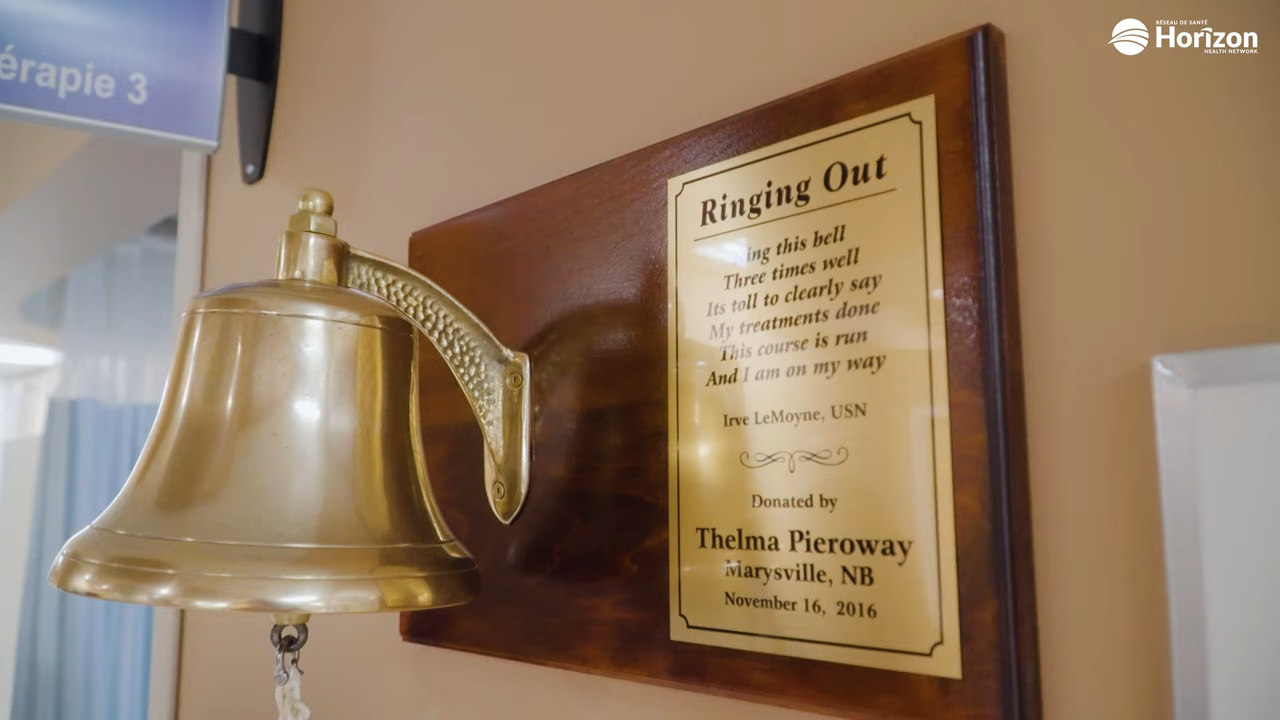 érapie 3
RÉSEAU DE SANTÉ
Horizon
HEALTH NETWORK
Ringing Out
ing this bell
Three times well
Its toll to clearly say
My treatments done
This course is run
And I am on my way
Irve LeMoyne, USN
Donated by
Thelma Pieroway
Marysville, NB
November 16, 2016